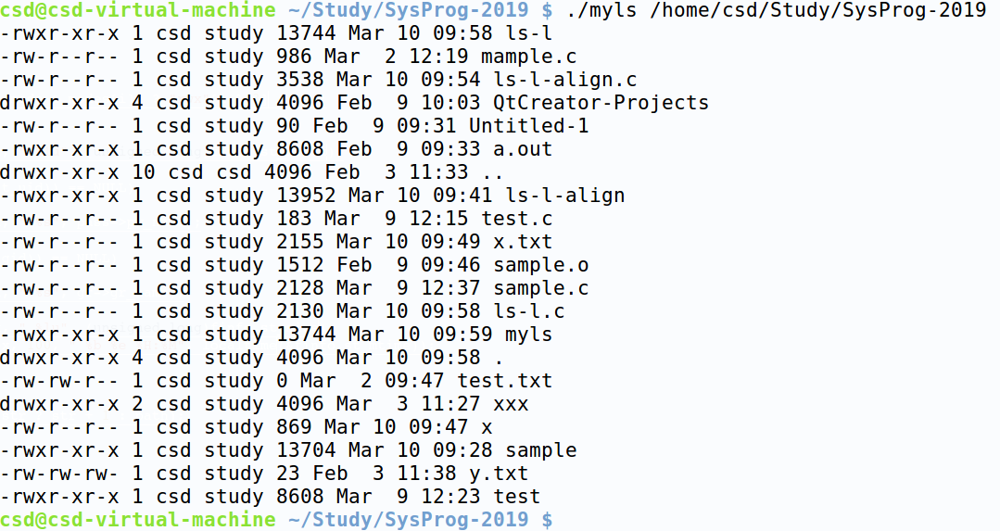 csd@csd-virtual-machine ~/Study/SysProg-2019 $ ./myls /home/csd/Study/SysProg-2019
-rwxr-xr-x 1 csd study 13744 Mar 10 09:58 ls-l
-rw-r--r-- 1 csd study 986 Mar  2 12:19 mample.c
-rw-r--r-- 1 csd study 3538 Mar 10 09:54 ls-l-align.c
drwxr-xr-x 4 csd study 4096 Feb  9 10:03 QtCreator-Projects
-rw-r--r-- 1 csd study 90 Feb  9 09:31 Untitled-1
-rwxr-xr-x 1 csd study 8608 Feb  9 09:33 a.out
drwxr-xr-x 10 csd csd 4096 Feb  3 11:33 ..
-rwxr-xr-x 1 csd study 13952 Mar 10 09:41 ls-l-align
-rw-r--r-- 1 csd study 183 Mar  9 12:15 test.c
-rw-r--r-- 1 csd study 2155 Mar 10 09:49 x.txt
-rw-r--r-- 1 csd study 1512 Feb  9 09:46 sample.o
-rw-r--r-- 1 csd study 2128 Mar  9 12:37 sample.c
-rw-r--r-- 1 csd study 2130 Mar 10 09:58 ls-l.c
-rwxr-xr-x 1 csd study 13744 Mar 10 09:59 myls
drwxr-xr-x 4 csd study 4096 Mar 10 09:58 .
-rw-rw-r-- 1 csd study 0 Mar  2 09:47 test.txt
drwxr-xr-x 2 csd study 4096 Mar  3 11:27 xxx
-rw-r--r-- 1 csd study 869 Mar 10 09:47 x
-rwxr-xr-x 1 csd study 13704 Mar 10 09:28 sample
-rw-rw-rw- 1 csd study 23 Feb  3 11:38 y.txt
-rwxr-xr-x 1 csd study 8608 Mar  9 12:23 test
csd@csd-virtual-machine ~/Study/SysProg-2019 $